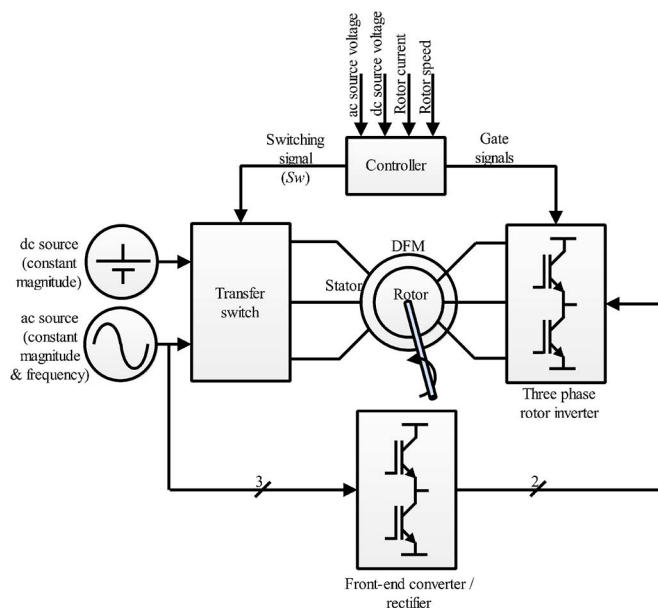 ac source voltage
dc source voltage
Rotor current
Rotor speed
Switching
signal
(Sw)
Controller
Gate
signals
dc source
(constant
magnitude)
Transfer
switch
DFM
Stator
Rotor
ac source
(constant
magnitude
& frequency)
Three phase
rotor inverter
3
2
Front-end converter /
rectifier